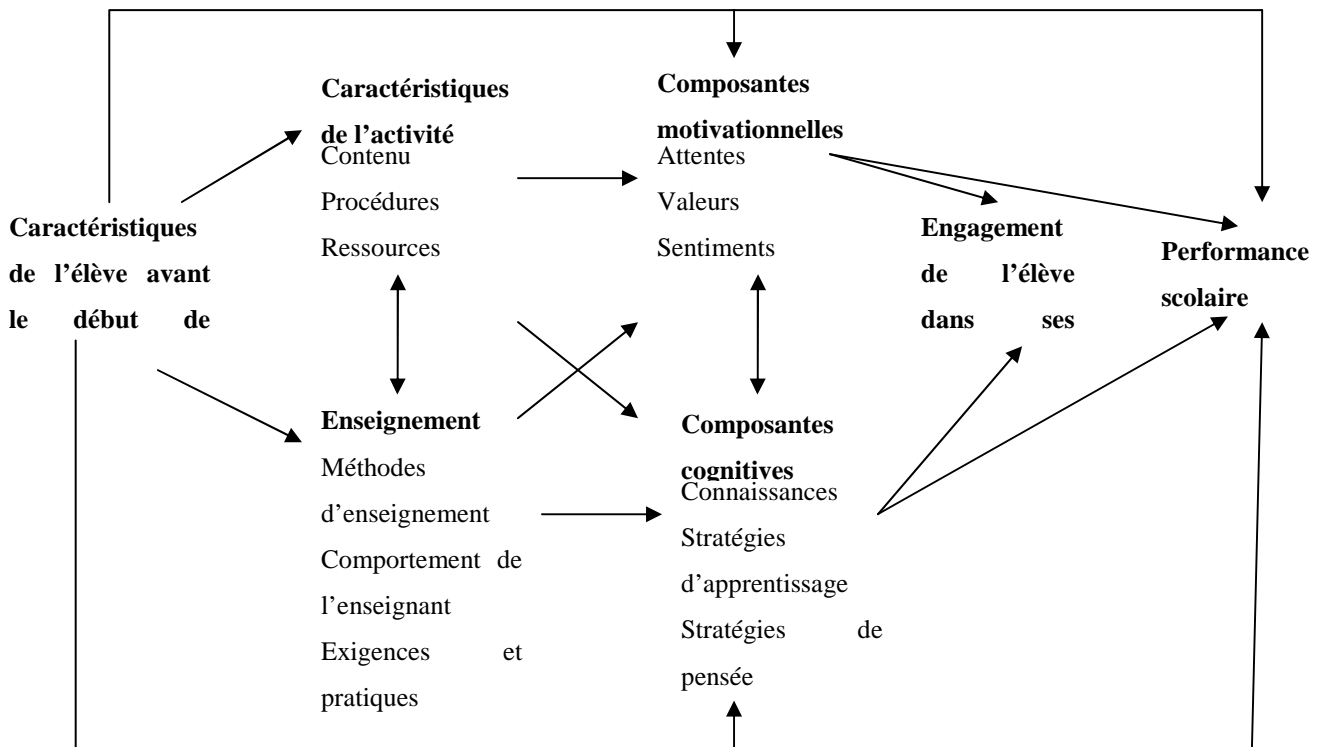 Caractéristiques
de l’élève avant
le début de
Caractéristiques
de l’activité
Contenu
Procédures
Ressources
Enseignement
Méthodes
d’enseignement
Comportement de
l’enseignant
Exigences et
pratiques
Composantes
motivationnelles
Attentes
Valeurs
Sentiments
Composantes
cognitives
Connaissances
Stratégies
d’apprentissage
Stratégies de
pensée
Engagement
de l’élève
dans ses
Performance
scolaire